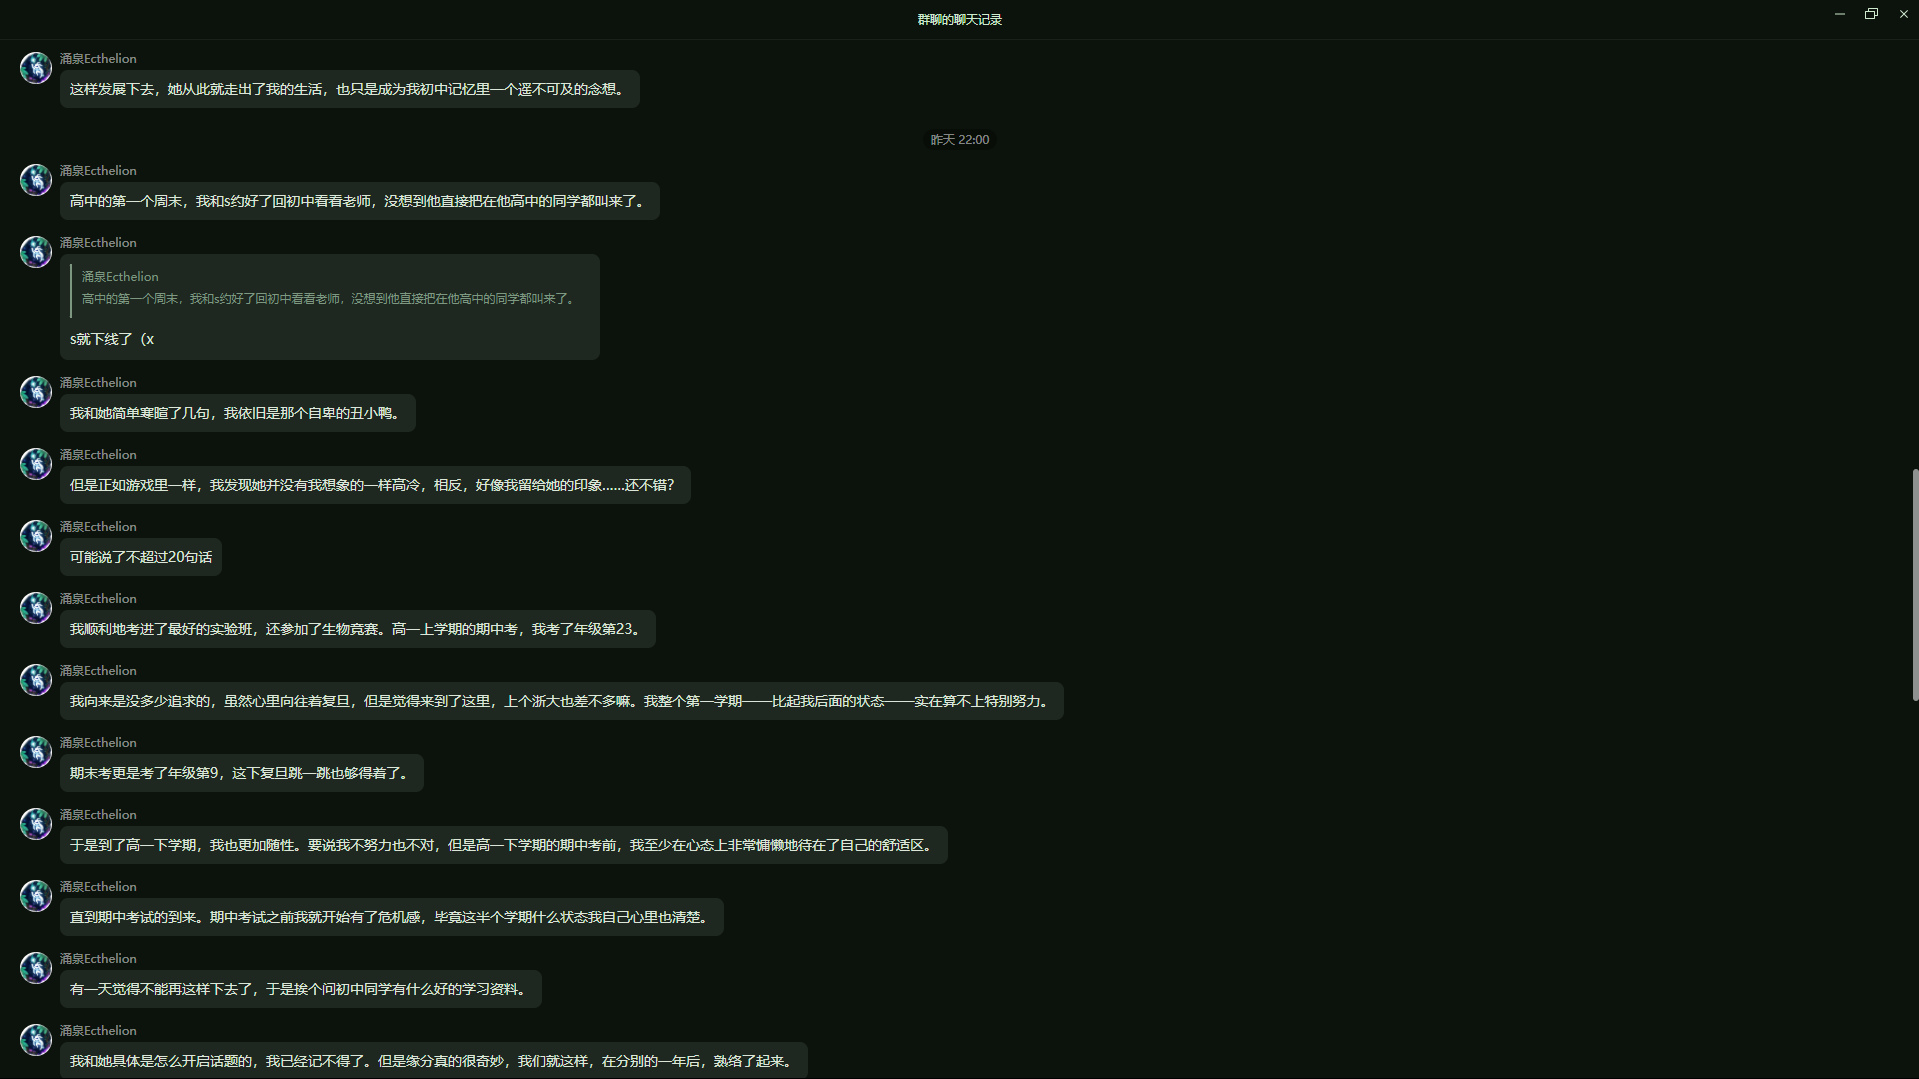 群聊的聊天记录
涌泉Ecthelion
这样发展下去，她从此就走出了我的生活，也只是成为我初中记忆里一个遥不可及的念想。
昨天 22:00
涌泉Ecthelion
高中的第一个周末，我和s约好了回初中看看老师，没想到他直接把在他高中的同学都叫来了。
涌泉Ecthelion
涌泉Ecthelion
高中的第一个周末，我和s约好了回初中看看老师，没想到他直接把在他高中的同学都叫来了。
s就下线了（x
涌泉Ecthelion
我和她简单寒暄了几句，我依旧是那个自卑的丑小鸭。
涌泉Ecthelion
但是正如游戏里一样，我发现她并没有我想象的一样高冷，相反，好像我留给她的印象……还不错？
涌泉Ecthelion
可能说了不超过20句话
涌泉Ecthelion
我顺利地考进了最好的实验班，还参加了生物竞赛。高一上学期的期中考，我考了年级第23。
涌泉Ecthelion
我向来是没多少追求的，虽然心里向往着复旦，但是觉得来到了这里，上个浙大也差不多嘛。我整个第一学期——比起我后面的状态——实在算不上特别努力。
涌泉Ecthelion
期末考更是考了年级第9，这下复旦跳一跳也够得着了。
涌泉Ecthelion
于是到了高一下学期，我也更加随性。要说我不努力也不对，但是高一下学期的期中考前，我至少在心态上非常慵懒地待在了自己的舒适区。
涌泉Ecthelion
直到期中考试的到来。期中考试之前我就开始有了危机感，毕竟这半个学期什么状态我自己心里也清楚。
涌泉Ecthelion
有一天觉得不能再这样下去了，于是挨个问初中同学有什么好的学习资料。
涌泉Ecthelion
我和她具体是怎么开启话题的，我已经记不得了。但是缘分真的很奇妙，我们就这样，在分别的一年后，熟络了起来。